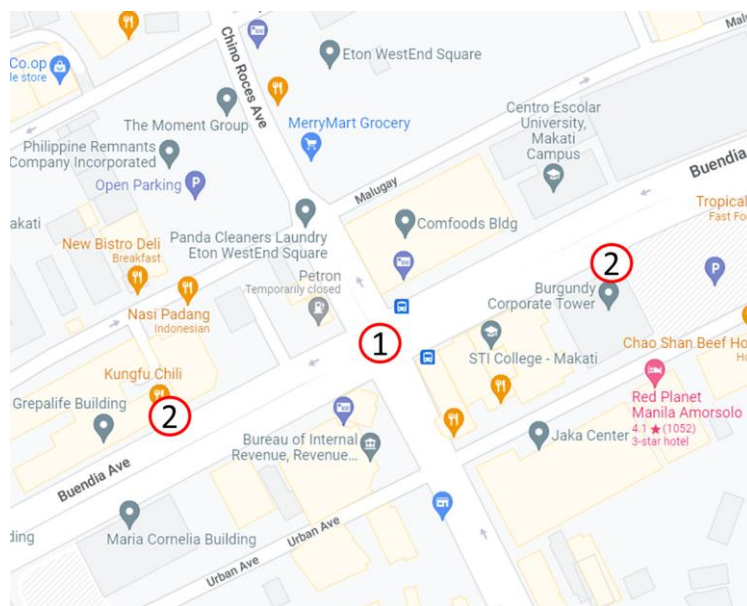 Co.op
le store
Chino Roces Ave
Eton WestEnd Square
Malug
The Moment Group
MerryMart Grocery
Centro Escolar
University,
Makati
Campus
Philippine Remnants
Company Incorporated
Open Parking
P
Malugay
Buendia
akati
Tropical
Fast Fo
New Bistro Deli
Breakfast
Panda Cleaners Laundry
Eton WestEnd Square
Comfoods Bldg
Petron
Temporarily closed
2
P
Burgundy
Corporate Tower
Nasi Padang
Indonesian
1
STI College - Makati
Chao Shan Beef Ho
Ho
Kungfu Chili
Grepalife Building
2
Red Planet
Manila Amorsolo
4.1 ★ (1052)
3-star hotel
Bureau of Internal
Revenue, Revenue...
Jaka Center
Buendia Ave
ding
Maria Cornelia Building
Urban Ave
Urban Ave